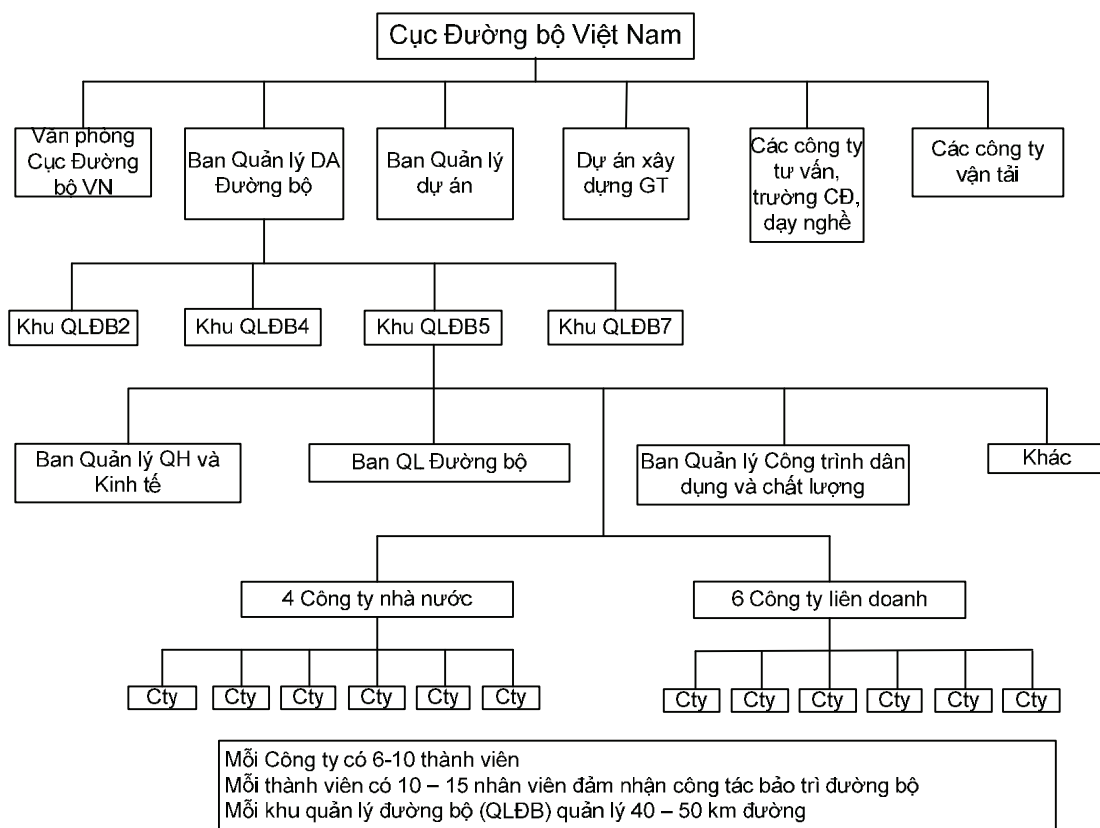 Cục Đường bộ Việt Nam
Văn phòng
Cục Đường
bộ VN
Ban Quản lý DA
Đường bộ
Ban Quản lý
dự án
Dự án xây
dựng GT
Các công ty
tư vấn,
trường CĐ,
dạy nghề
Các công ty
vận tải
Khu QLĐB2
Khu QLĐB4
Khu QLĐB5
Khu QLĐB7
Ban Quản lý QH và
Kinh tế
Ban QL Đường bộ
Ban Quản lý Công trình dân
dụng và chất lượng
Khác
4 Công ty nhà nước
6 Công ty liên doanh
Cty
Cty
Cty
Cty
Cty
Cty
Cty
Cty
Cty
Cty
Cty
Cty
Mỗi Công ty có 6-10 thành viên
Mỗi thành viên có 10 – 15 nhân viên đảm nhận công tác bảo trì đường bộ
Mỗi khu quản lý đường bộ (QLĐB) quản lý 40 – 50 km đường